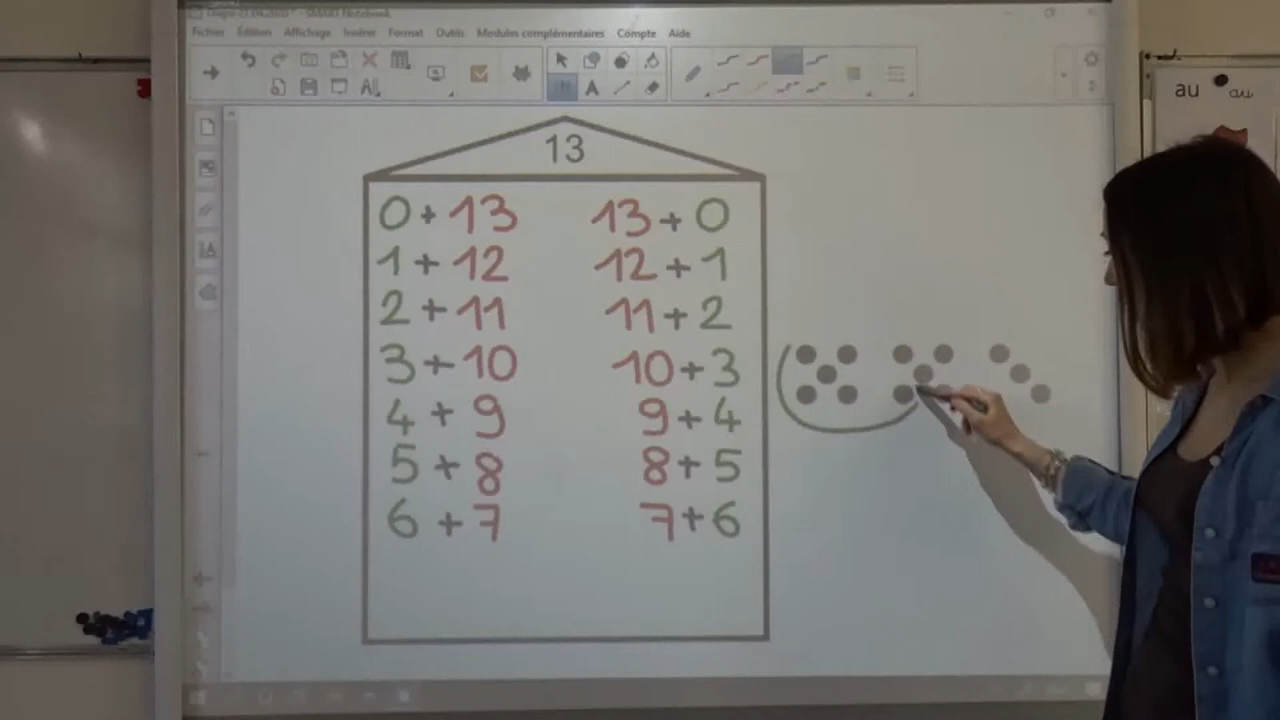 Fichier Édition Affichage Insérer Format Outils Modules complémentaires Compte Aide
au au
13
0 + 13 13 + 0
1 + 12 12 + 1
2 + 11 11 + 2
3 + 10 10 + 3
4 + 9 9 + 4
5 + 8 8 + 5
6 + 7 7 + 6